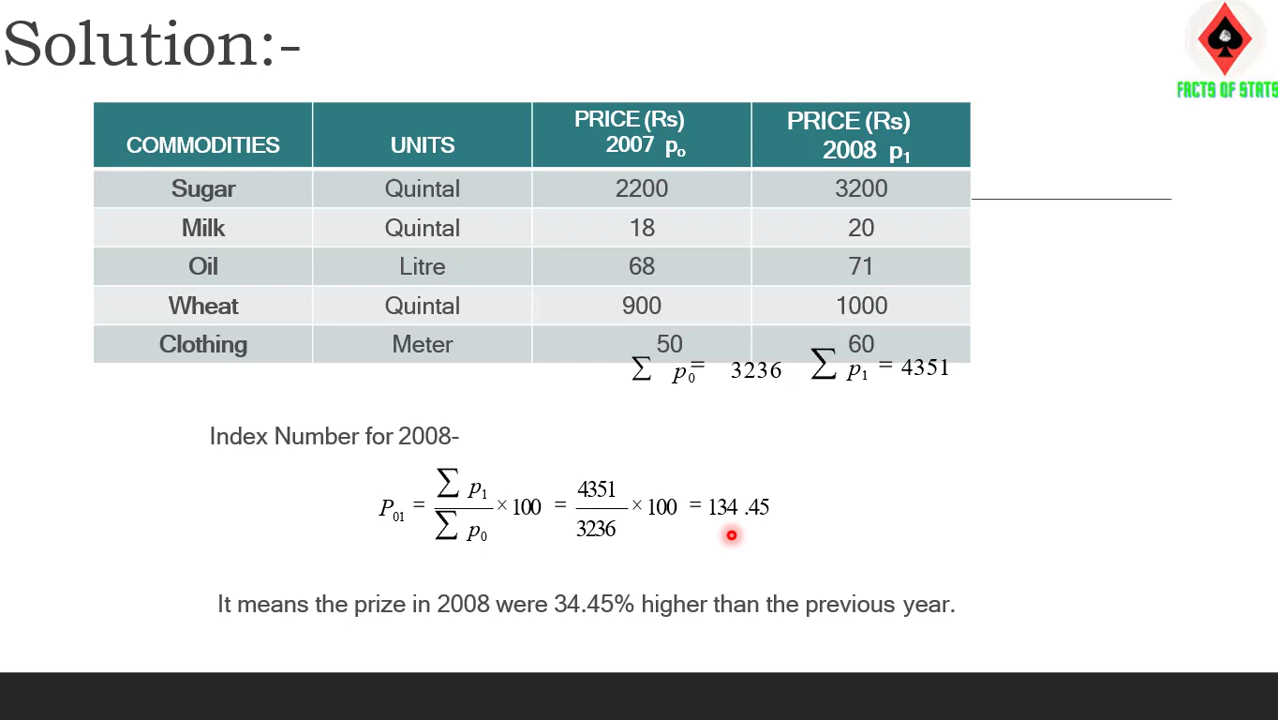 Solution:-
FACTS OF STATS
COMMODITIES UNITS PRICE (Rs) 2007 p₀ PRICE (Rs) 2008 p₁
Sugar Quintal 2200 3200
Milk Quintal 18 20
Oil Litre 68 71
Wheat Quintal 900 1000
Clothing Meter 50 60
∑ p₀ = 3236 ∑ p₁ = 4351
Index Number for 2008-
P₀₁ = ∑ p₁ / ∑ p₀ × 100 = 4351 / 3236 × 100 = 134 .45
It means the prize in 2008 were 34.45% higher than the previous year.